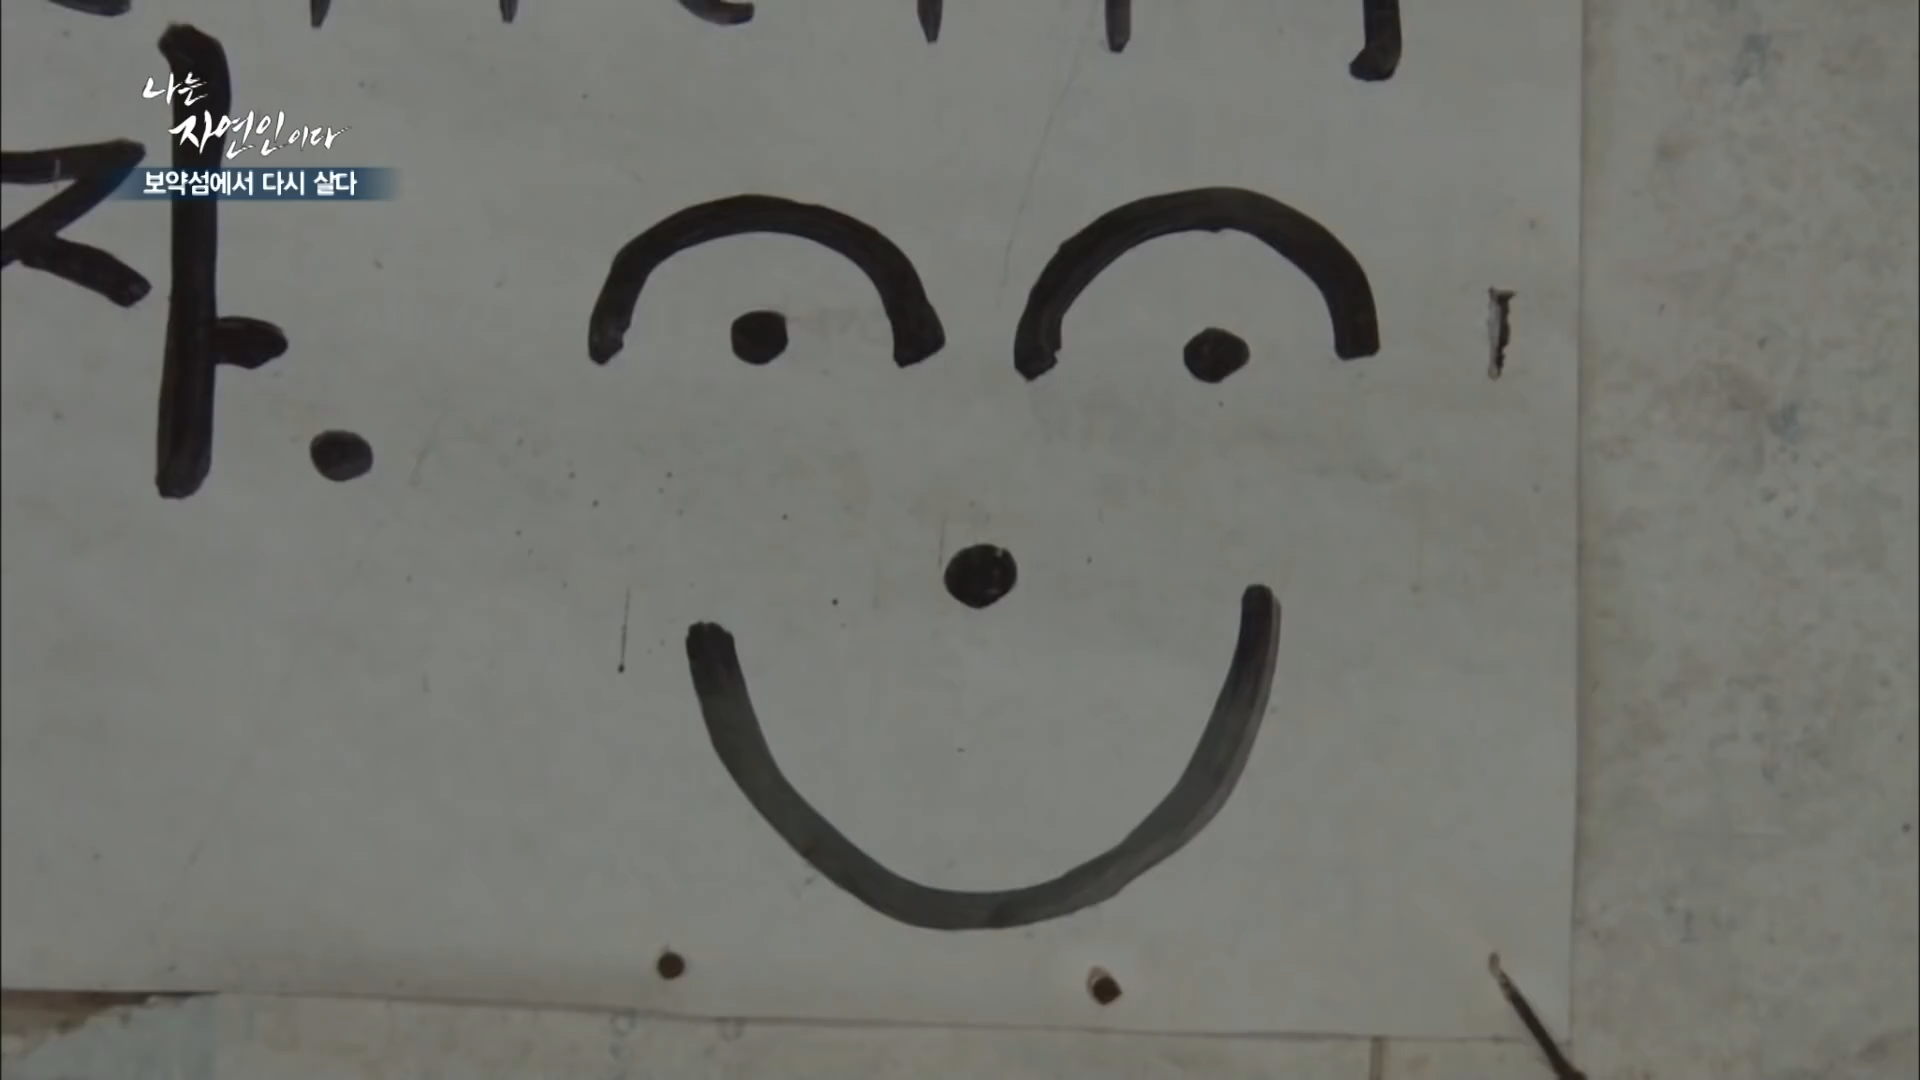 나는
자연인이다
보약섬에서 다시 살다
자.